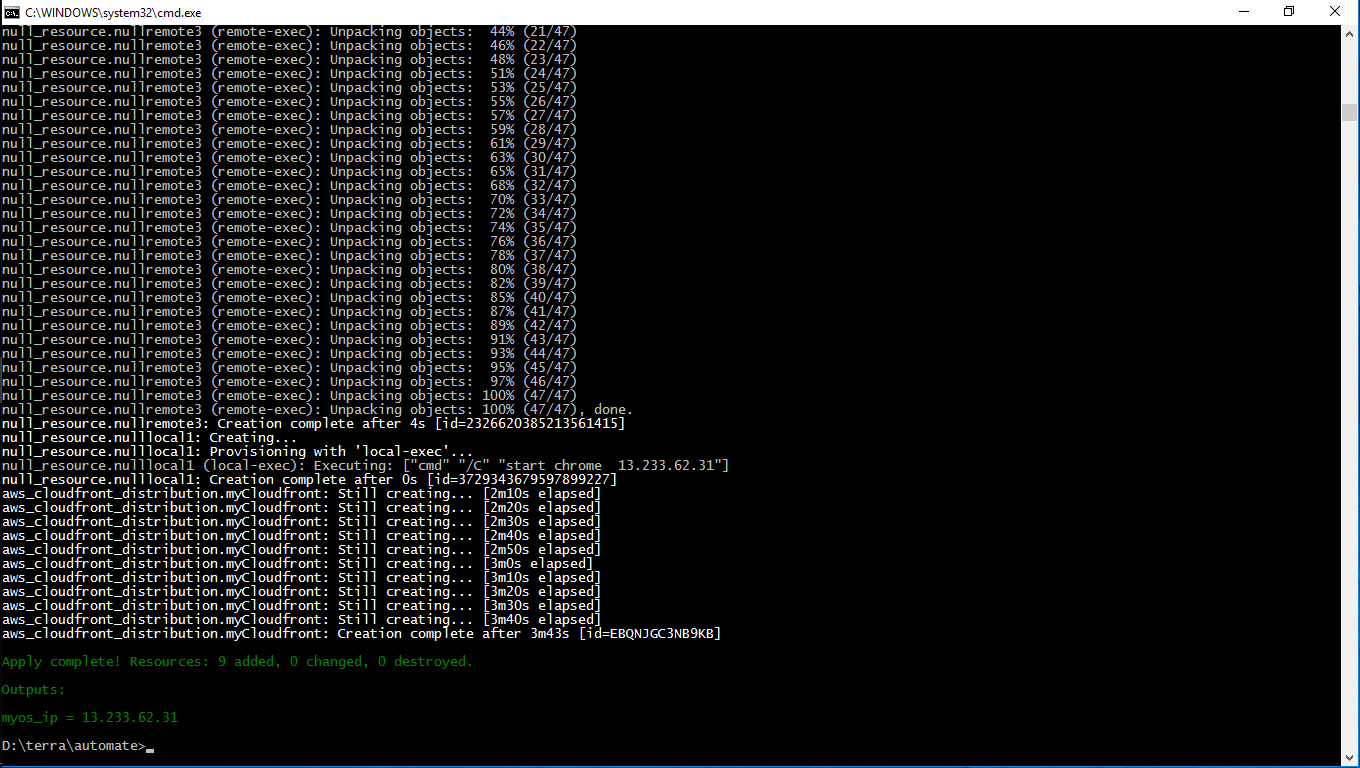 C:\WINDOWS\system32\cmd.exe
null_resource.nullremote3 (remote-exec): Unpacking objects:  44% (21/47)
null_resource.nullremote3 (remote-exec): Unpacking objects:  46% (22/47)
null_resource.nullremote3 (remote-exec): Unpacking objects:  48% (23/47)
null_resource.nullremote3 (remote-exec): Unpacking objects:  51% (24/47)
null_resource.nullremote3 (remote-exec): Unpacking objects:  53% (25/47)
null_resource.nullremote3 (remote-exec): Unpacking objects:  55% (26/47)
null_resource.nullremote3 (remote-exec): Unpacking objects:  57% (27/47)
null_resource.nullremote3 (remote-exec): Unpacking objects:  59% (28/47)
null_resource.nullremote3 (remote-exec): Unpacking objects:  61% (29/47)
null_resource.nullremote3 (remote-exec): Unpacking objects:  63% (30/47)
null_resource.nullremote3 (remote-exec): Unpacking objects:  65% (31/47)
null_resource.nullremote3 (remote-exec): Unpacking objects:  68% (32/47)
null_resource.nullremote3 (remote-exec): Unpacking objects:  70% (33/47)
null_resource.nullremote3 (remote-exec): Unpacking objects:  72% (34/47)
null_resource.nullremote3 (remote-exec): Unpacking objects:  74% (35/47)
null_resource.nullremote3 (remote-exec): Unpacking objects:  76% (36/47)
null_resource.nullremote3 (remote-exec): Unpacking objects:  78% (37/47)
null_resource.nullremote3 (remote-exec): Unpacking objects:  80% (38/47)
null_resource.nullremote3 (remote-exec): Unpacking objects:  82% (39/47)
null_resource.nullremote3 (remote-exec): Unpacking objects:  85% (40/47)
null_resource.nullremote3 (remote-exec): Unpacking objects:  87% (41/47)
null_resource.nullremote3 (remote-exec): Unpacking objects:  89% (42/47)
null_resource.nullremote3 (remote-exec): Unpacking objects:  91% (43/47)
null_resource.nullremote3 (remote-exec): Unpacking objects:  93% (44/47)
null_resource.nullremote3 (remote-exec): Unpacking objects:  95% (45/47)
null_resource.nullremote3 (remote-exec): Unpacking objects:  97% (46/47)
null_resource.nullremote3 (remote-exec): Unpacking objects: 100% (47/47)
null_resource.nullremote3 (remote-exec): Unpacking objects: 100% (47/47), done.
null_resource.nullremote3: Creation complete after 4s [id=2326620385213561415]
null_resource.nulllocal1: Creating...
null_resource.nulllocal1: Provisioning with 'local-exec'...
null_resource.nulllocal1 (local-exec): Executing: ["cmd" "/C" "start chrome  13.233.62.31"]
null_resource.nulllocal1: Creation complete after 0s [id=3729343679597899227]
aws_cloudfront_distribution.myCloudfront: Still creating... [2m10s elapsed]
aws_cloudfront_distribution.myCloudfront: Still creating... [2m20s elapsed]
aws_cloudfront_distribution.myCloudfront: Still creating... [2m30s elapsed]
aws_cloudfront_distribution.myCloudfront: Still creating... [2m40s elapsed]
aws_cloudfront_distribution.myCloudfront: Still creating... [2m50s elapsed]
aws_cloudfront_distribution.myCloudfront: Still creating... [3m0s elapsed]
aws_cloudfront_distribution.myCloudfront: Still creating... [3m10s elapsed]
aws_cloudfront_distribution.myCloudfront: Still creating... [3m20s elapsed]
aws_cloudfront_distribution.myCloudfront: Still creating... [3m30s elapsed]
aws_cloudfront_distribution.myCloudfront: Still creating... [3m40s elapsed]
aws_cloudfront_distribution.myCloudfront: Creation complete after 3m43s [id=EBQNJGC3NB9KB]
Apply complete! Resources: 9 added, 0 changed, 0 destroyed.
Outputs:
myos_ip = 13.233.62.31
D:\terra\automate>